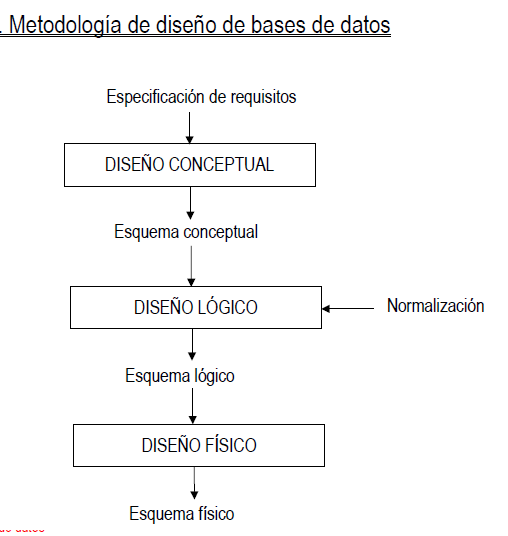 . Metodología de diseño de bases de datos
Especificación de requisitos
DISEÑO CONCEPTUAL
Esquema conceptual
DISEÑO LÓGICO
Normalización
Esquema lógico
DISEÑO FÍSICO
Esquema físico